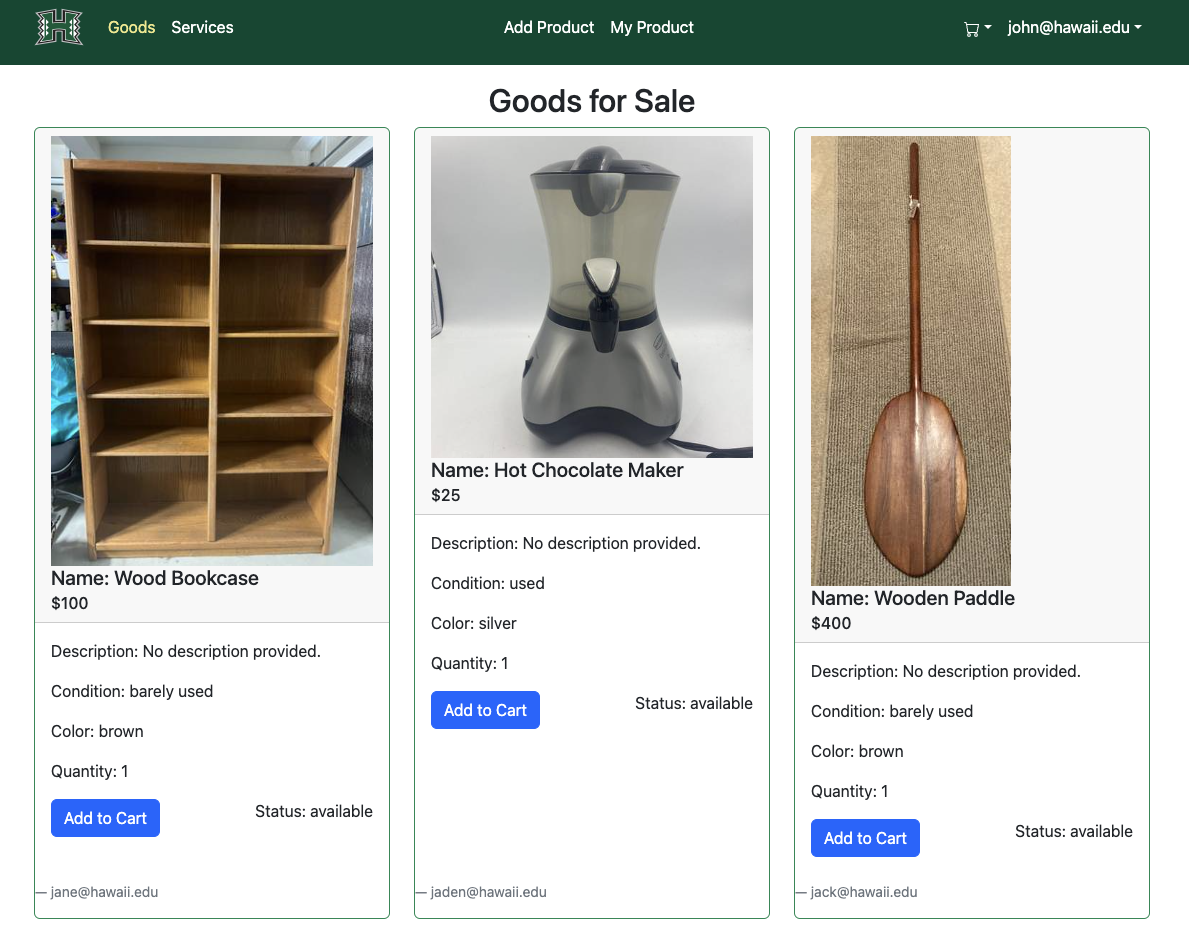 H
Goods Services Add Product My Product john@hawaii.edu
Goods for Sale
Name: Wood Bookcase
$100
Description: No description provided.
Condition: barely used
Color: brown
Quantity: 1
Add to Cart Status: available
— jane@hawaii.edu
Name: Hot Chocolate Maker
$25
Description: No description provided.
Condition: used
Color: silver
Quantity: 1
Add to Cart Status: available
— jaden@hawaii.edu
Name: Wooden Paddle
$400
Description: No description provided.
Condition: barely used
Color: brown
Quantity: 1
Add to Cart Status: available
— jack@hawaii.edu